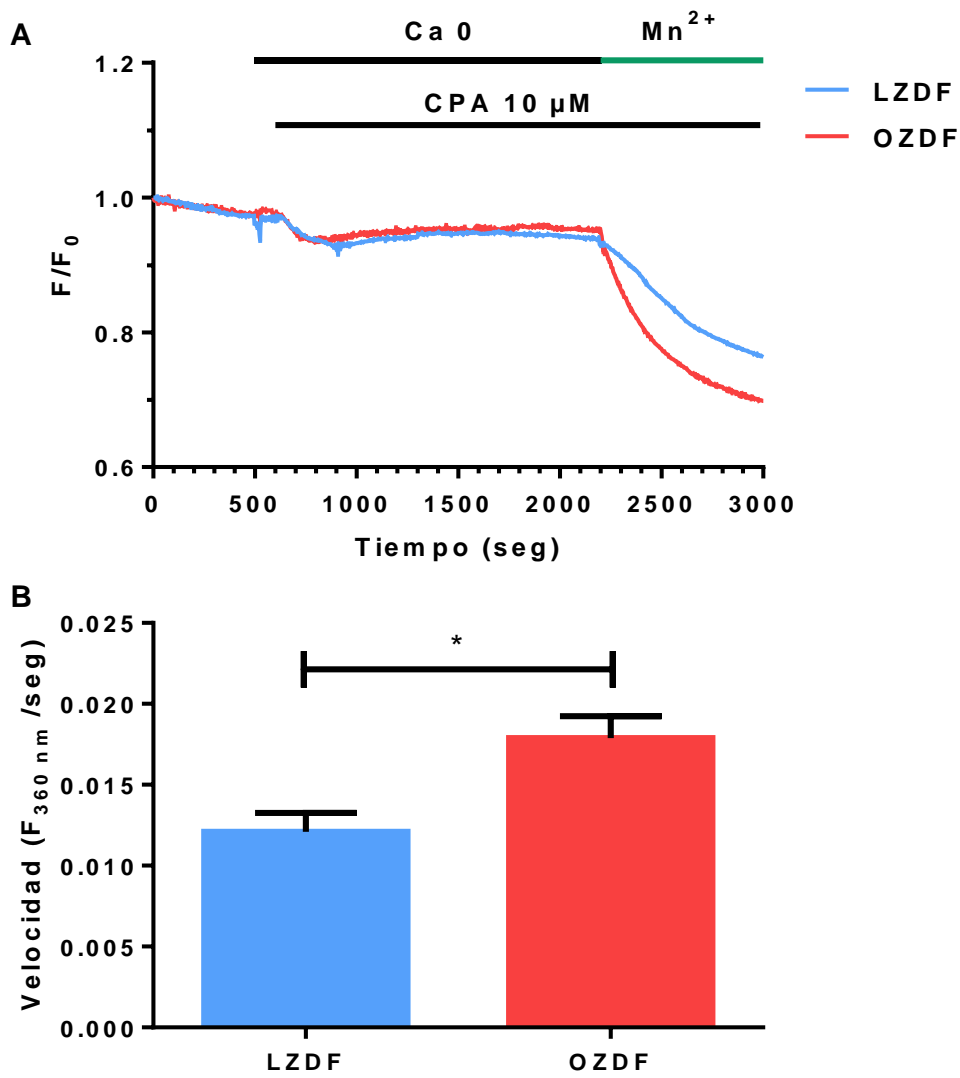 A
Ca 0
Mn²⁺
CPA 10 µM
LZDF
OZDF
1.2
1.0
0.8
0.6
F/F₀
0
500
1000
1500
2000
2500
3000
Tiempo (seg)
B
0.025
0.020
0.015
0.010
0.005
0.000
Velocidad (F₃₆₀ ₙₘ /seg)
*
LZDF
OZDF